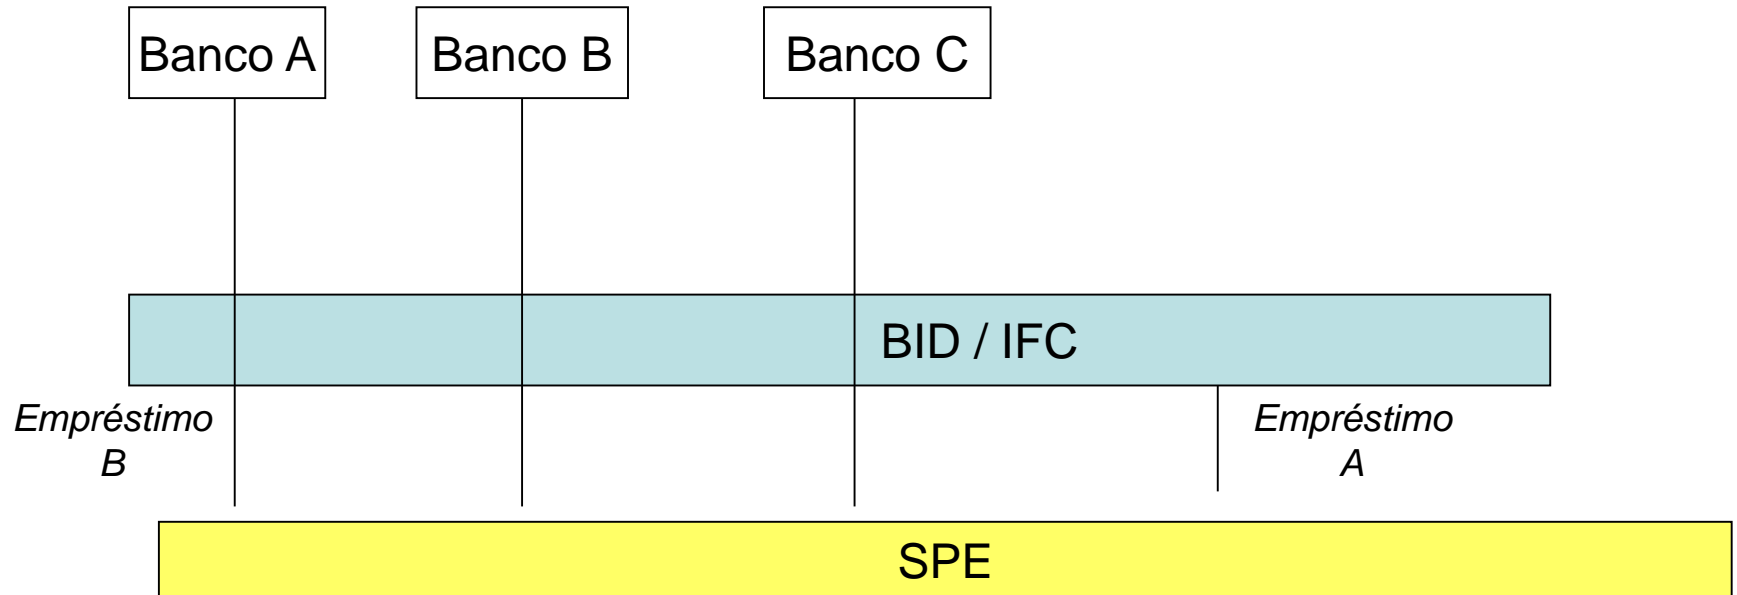 Banco A
Banco B
Banco C
BID / IFC
Empréstimo
B
Empréstimo
A
SPE